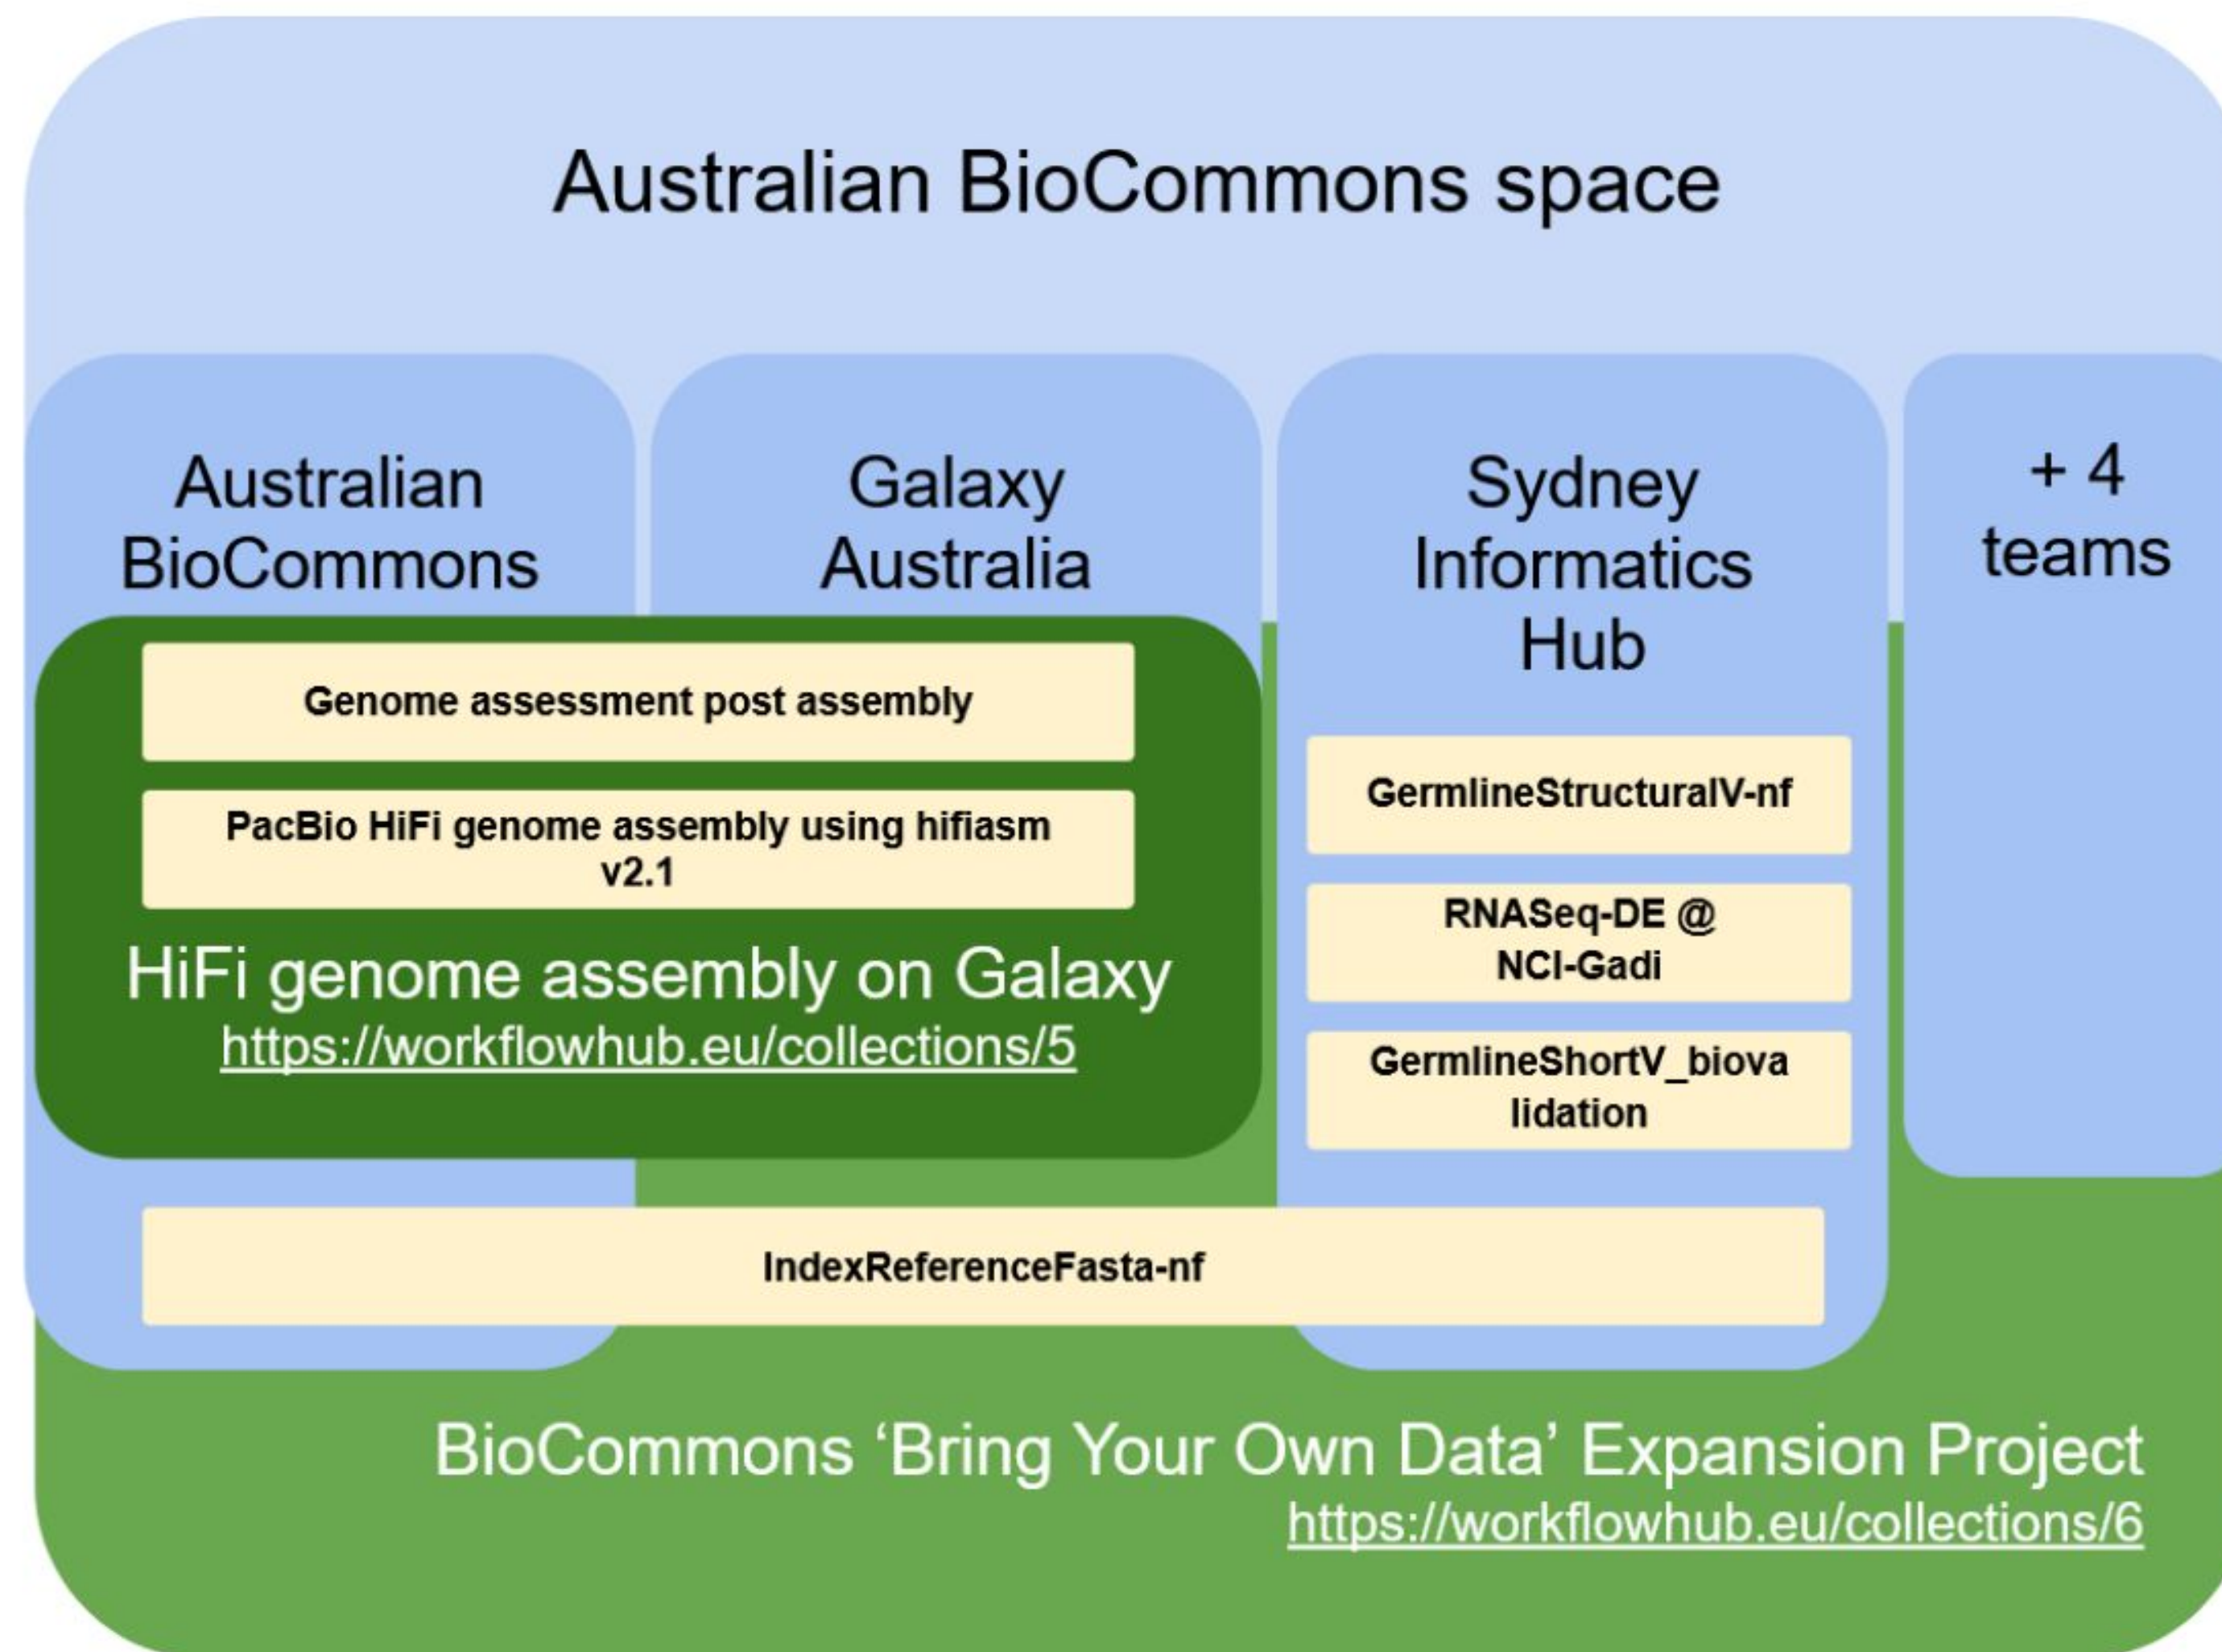 Australian BioCommons space
Australian
BioCommons
Galaxy
Australia
Sydney
Informatics
Hub
+ 4
teams
Genome assessment post assembly
PacBio HiFi genome assembly using hifiasm
v2.1
HiFi genome assembly on Galaxy
https://workflowhub.eu/collections/5
GermlineStructuralV-nf
RNASeq-DE @
NCI-Gadi
GermlineShortV_biova
lidation
IndexReferenceFasta-nf
BioCommons ‘Bring Your Own Data’ Expansion Project
https://workflowhub.eu/collections/6